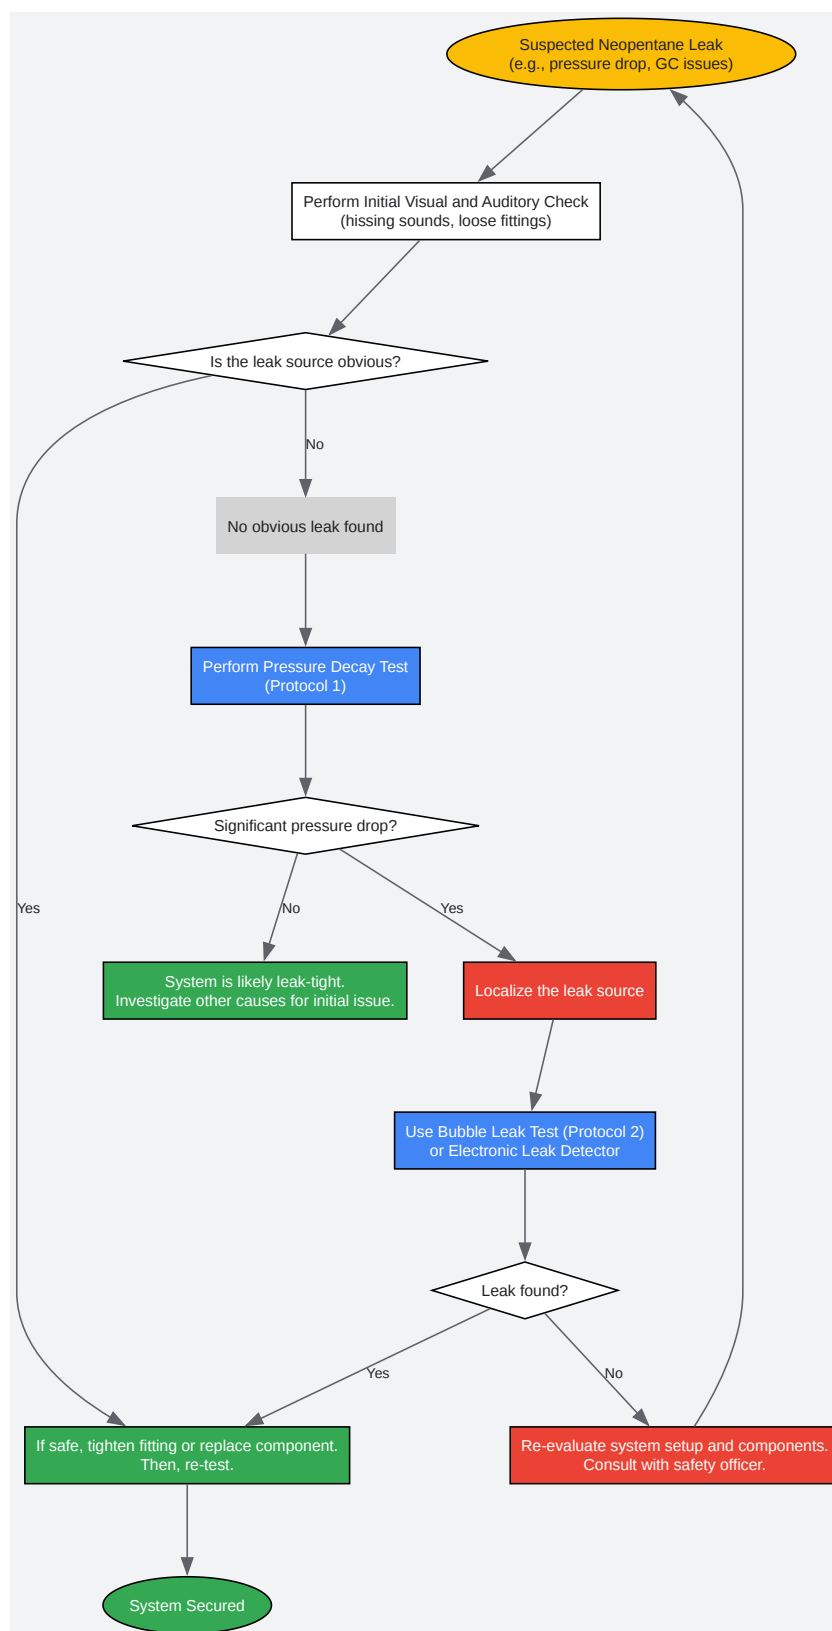 Suspected Neopentane Leak
(e.g., pressure drop, GC issues)
Perform Initial Visual and Auditory Check
(hissing sounds, loose fittings)
Is the leak source obvious?
No
No obvious leak found
Perform Pressure Decay Test
(Protocol 1)
Significant pressure drop?
Yes
No
Yes
System is likely leak-tight.
Investigate other causes for initial issue.
Localize the leak source
Use Bubble Leak Test (Protocol 2)
or Electronic Leak Detector
Leak found?
Yes
No
If safe, tighten fitting or replace component.
Then, re-test.
Re-evaluate system setup and components.
Consult with safety officer.
System Secured